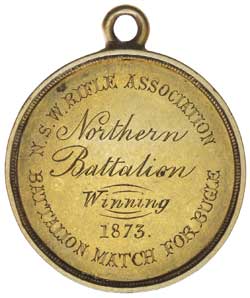 N.S.W. RIFLE ASSOCIATION
Northern
Battalion
Winning
1873.
BATTALION MATCH FOR BUGLE